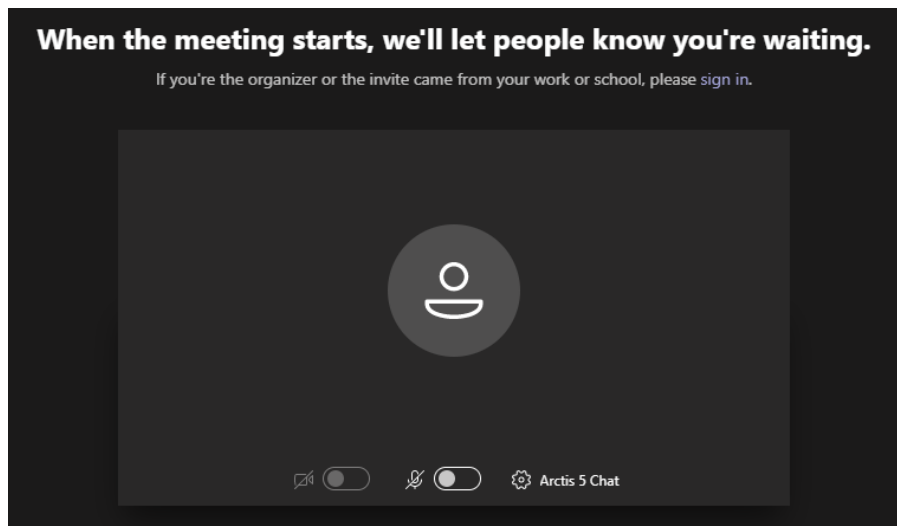 When the meeting starts, we'll let people know you're waiting.
If you're the organizer or the invite came from your work or school, please sign in.
Arctis 5 Chat